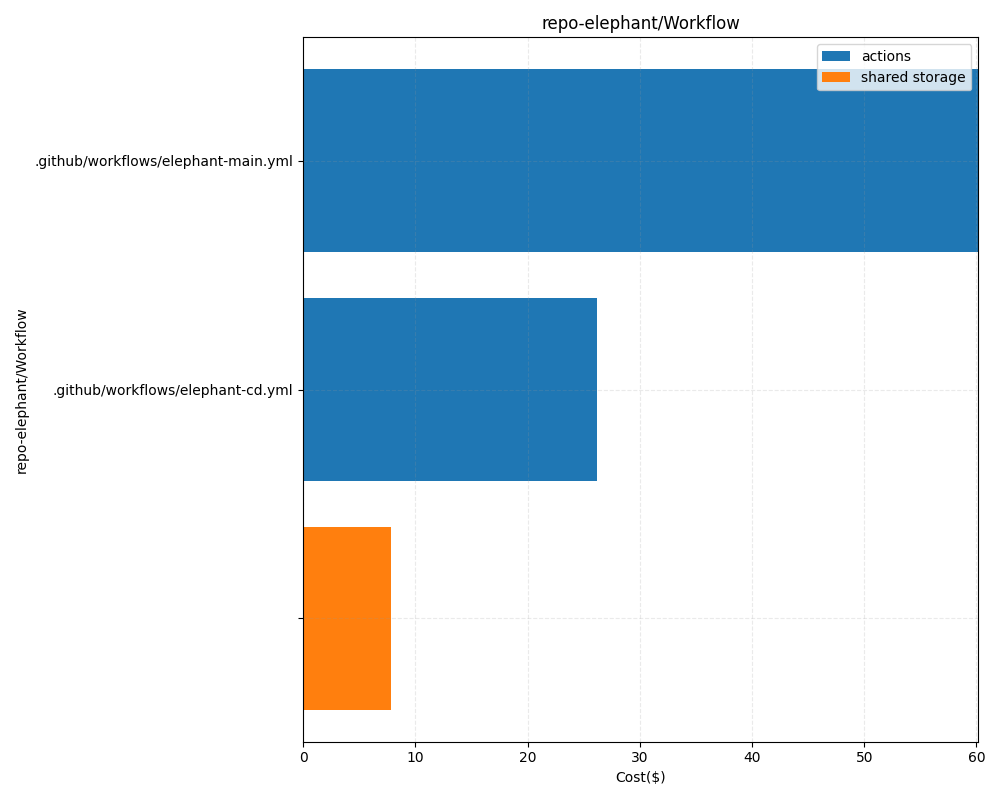 repo-elephant/Workflow
actions
shared storage
.github/workflows/elephant-main.yml
.github/workflows/elephant-cd.yml
repo-elephant/Workflow
0 10 20 30 40 50 60
Cost($)